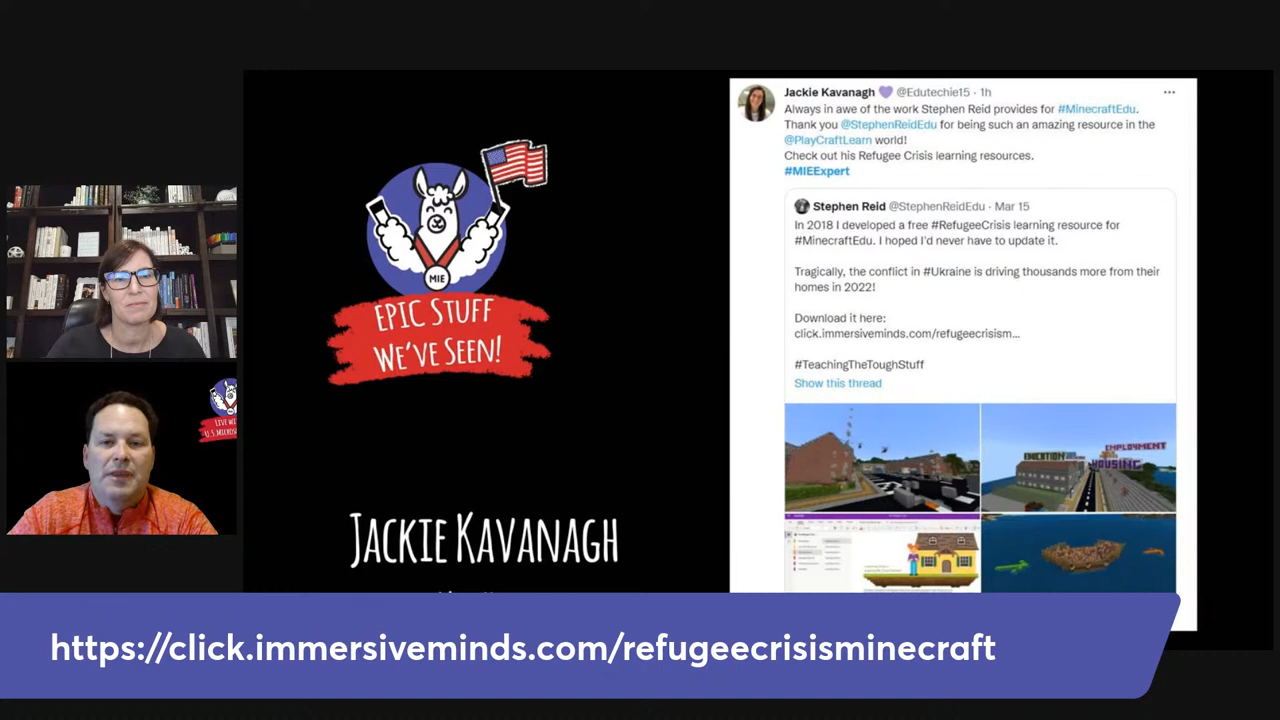 Jackie Kavanagh 💜 @Edutechie15 · 1h
Always in awe of the work Stephen Reid provides for #MinecraftEdu.
Thank you @StephenReidEdu for being such an amazing resource in the
@PlayCraftLearn world!
Check out his Refugee Crisis learning resources.
#MIEExpert
Stephen Reid @StephenReidEdu · Mar 15
In 2018 I developed a free #RefugeeCrisis learning resource for
#MinecraftEdu. I hoped I'd never have to update it.
Tragically, the conflict in #Ukraine is driving thousands more from their
homes in 2022!
Download it here:
click.immersiveminds.com/refugeecrisism...
#TeachingTheToughStuff
Show this thread
EDUCATION
EMPLOYMENT
HOUSING
MIE
EPIC STUFF
WE'VE SEEN!
LIVE WI
U.S. MICROS
JACKIE KAVANAGH
https://click.immersiveminds.com/refugeecrisisminecraft